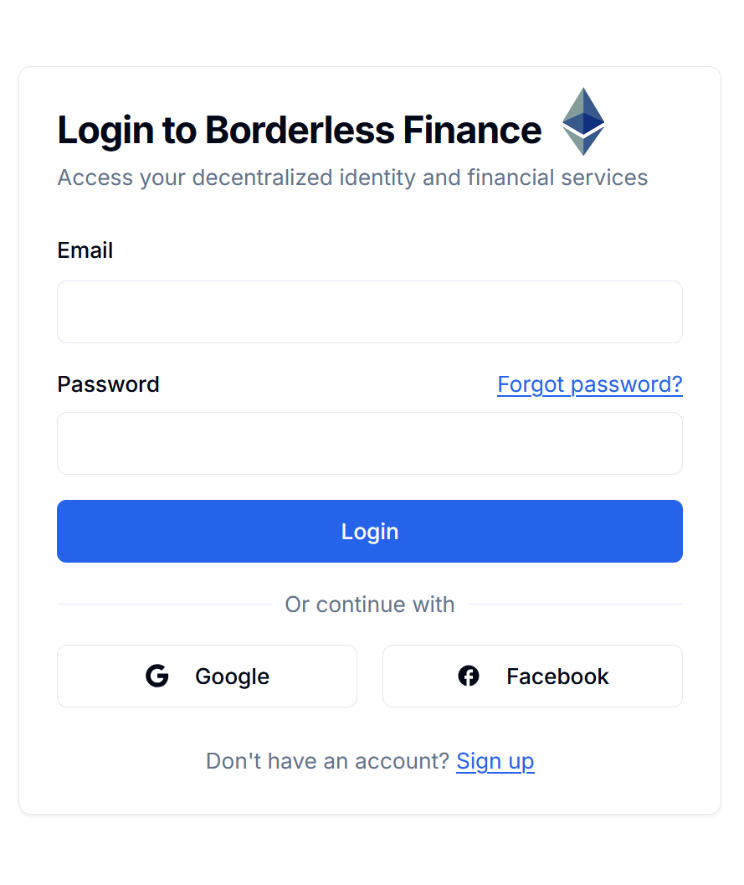 Login to Borderless Finance
Access your decentralized identity and financial services
Email
Password
Forgot password?
Login
Or continue with
Google
Facebook
Don't have an account? Sign up